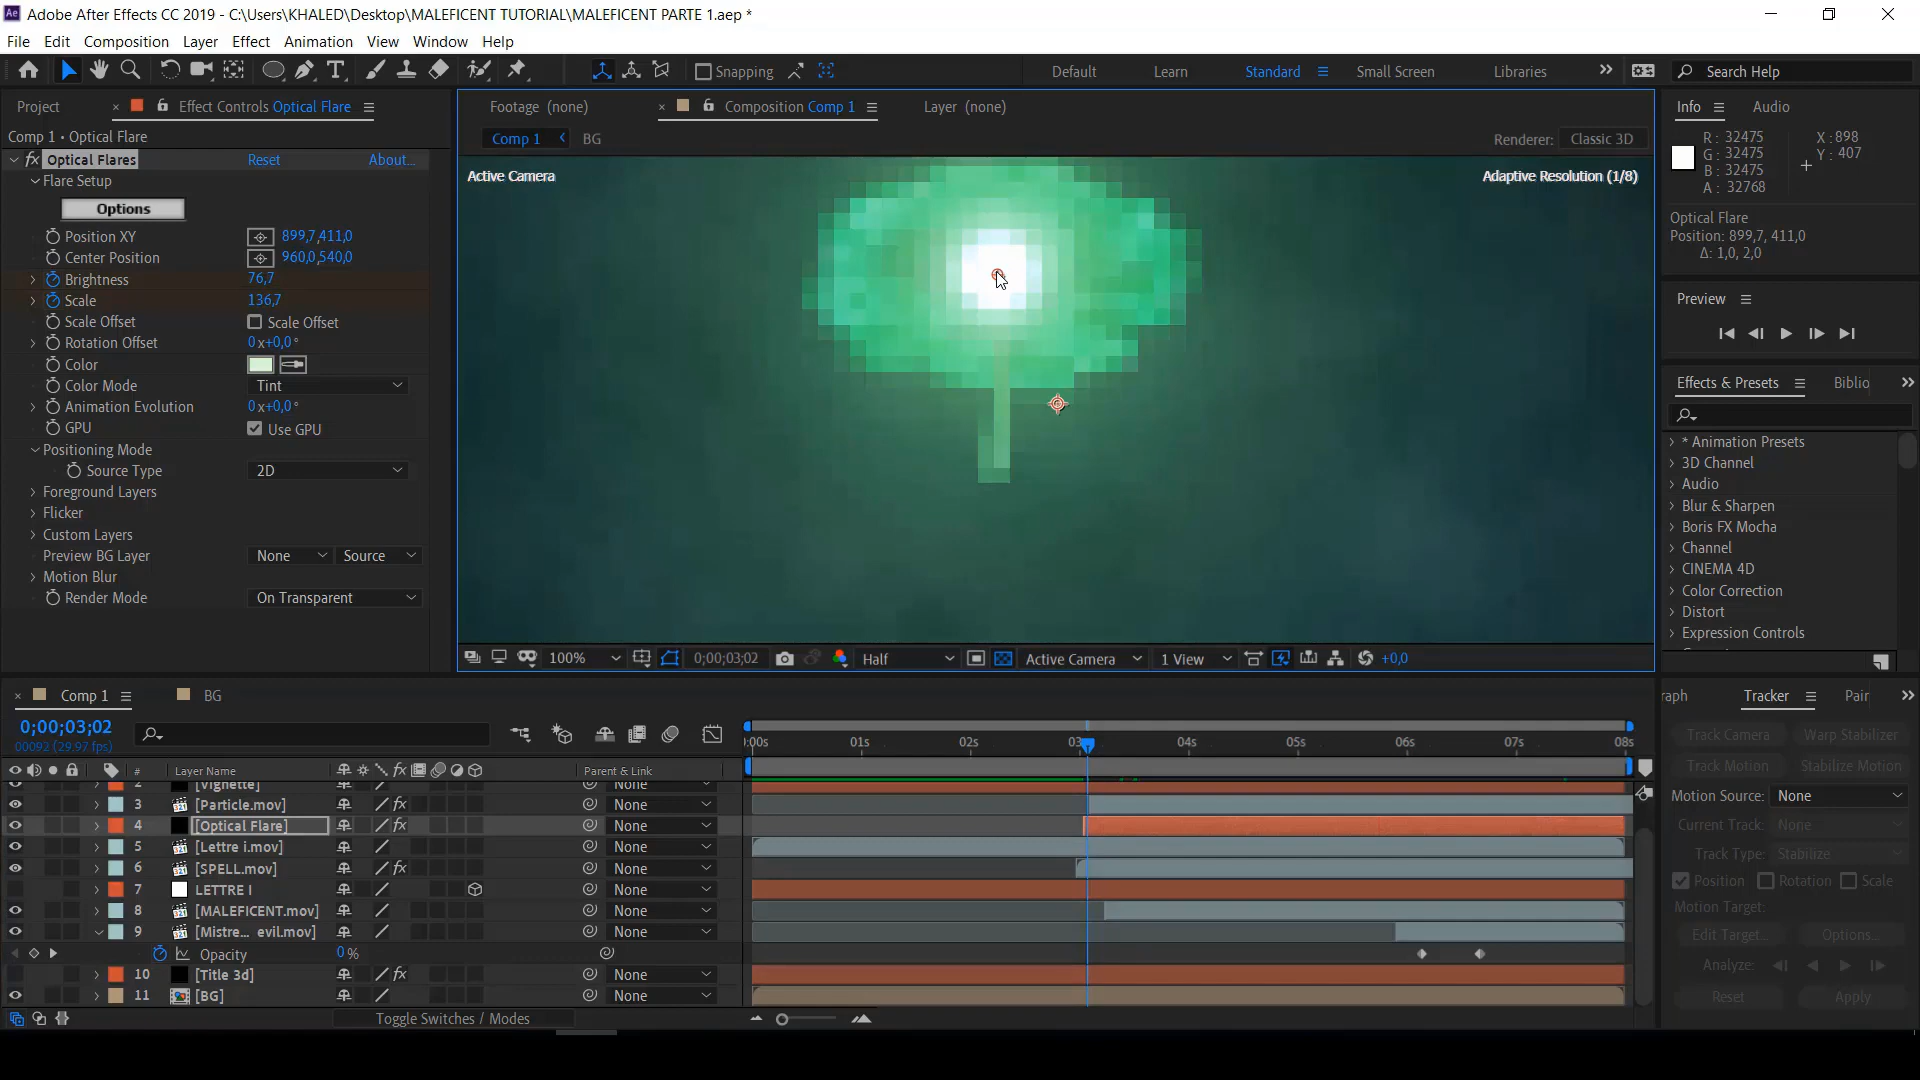 Adobe After Effects CC 2019 - C:\Users\KHALED\Desktop\MALEFICENT TUTORIAL\MALEFICENT PARTE 1.aep *
File Edit Composition Layer Effect Animation View Window Help
Snapping Default Learn Standard Small Screen Libraries Search Help
Project Effect Controls Optical Flare
Comp 1 • Optical Flare
fx Optical Flares Reset About...
Flare Setup
Options
Position XY 899,7,411,0
Center Position 960,0,540,0
Brightness 76,7
Scale 136,7
Scale Offset Scale Offset
Rotation Offset 0x+0,0°
Color
Color Mode Tint
Animation Evolution 0x+0,0°
GPU Use GPU
Positioning Mode
Source Type 2D
Foreground Layers
Flicker
Custom Layers
Preview BG Layer None Source
Motion Blur
Render Mode On Transparent
Footage (none) Composition Comp 1 Layer (none)
Comp 1 BG Renderer: Classic 3D
Active Camera Adaptive Resolution (1/8)
100% 0;00;03;02 Half Active Camera 1 View +0,0
Info Audio
R : 32475 X : 898
G : 32475 Y : 407
B : 32475
A : 32768
Optical Flare
Position: 899,7, 411,0
Δ: 1,0, 2,0
Preview
Effects & Presets Biblio
* Animation Presets
3D Channel
Audio
Blur & Sharpen
Boris FX Mocha
Channel
CINEMA 4D
Color Correction
Distort
Expression Controls
Comp 1 BG
0;00;03;02
00092 (29.97 fps)
:00s 01s 02s 03s 04s 05s 06s 07s 08s
# Layer Name fx Parent & Link
2 [Vignette] None
3 [Particle.mov] fx None
4 [Optical Flare] fx None
5 [Lettre i.mov] None
6 [SPELL.mov] fx None
7 LETTRE I None
8 [MALEFICENT.mov] None
9 [Mistre... evil.mov] None
Opacity 0 %
10 [Title 3d] fx None
11 [BG] None
Toggle Switches / Modes
raph Tracker Pair
Track Camera Warp Stabilizer
Track Motion Stabilize Motion
Motion Source: None
Current Track: None
Track Type: Stabilize
Position Rotation Scale
Motion Target:
Edit Target... Options...
Analyze:
Reset Apply